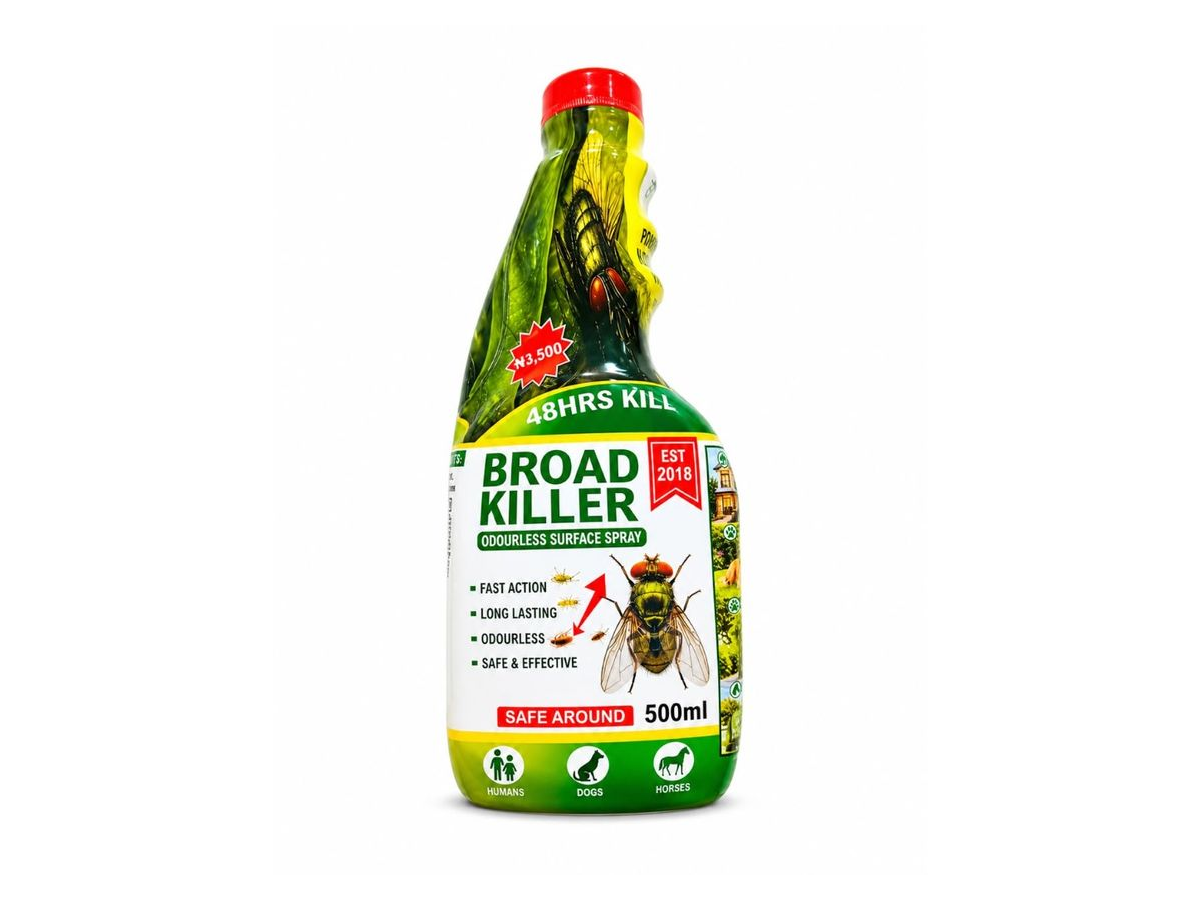 ₦3,500
48HRS KILL
BROAD
KILLER
EST
2018
ODOURLESS SURFACE SPRAY
FAST ACTION
LONG LASTING
ODOURLESS
SAFE & EFFECTIVE
SAFE AROUND
500ml
HUMANS
DOGS
HORSES